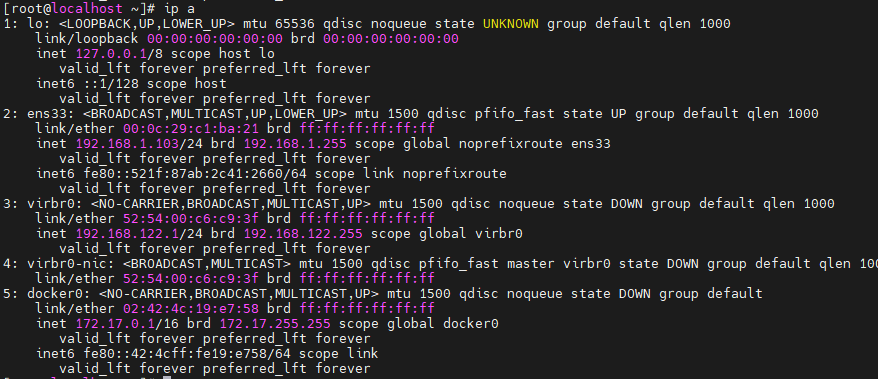 [root@localhost ~]# ip a
1: lo: <LOOPBACK,UP,LOWER_UP> mtu 65536 qdisc noqueue state UNKNOWN group default qlen 1000
    link/loopback 00:00:00:00:00:00 brd 00:00:00:00:00:00
    inet 127.0.0.1/8 scope host lo
       valid_lft forever preferred_lft forever
    inet6 ::1/128 scope host
       valid_lft forever preferred_lft forever
2: ens33: <BROADCAST,MULTICAST,UP,LOWER_UP> mtu 1500 qdisc pfifo_fast state UP group default qlen 1000
    link/ether 00:0c:29:c1:ba:21 brd ff:ff:ff:ff:ff:ff
    inet 192.168.1.103/24 brd 192.168.1.255 scope global noprefixroute ens33
       valid_lft forever preferred_lft forever
    inet6 fe80::521f:87ab:2c41:2660/64 scope link noprefixroute
       valid_lft forever preferred_lft forever
3: virbr0: <NO-CARRIER,BROADCAST,MULTICAST,UP> mtu 1500 qdisc noqueue state DOWN group default qlen 1000
    link/ether 52:54:00:c6:c9:3f brd ff:ff:ff:ff:ff:ff
    inet 192.168.122.1/24 brd 192.168.122.255 scope global virbr0
       valid_lft forever preferred_lft forever
4: virbr0-nic: <BROADCAST,MULTICAST> mtu 1500 qdisc pfifo_fast master virbr0 state DOWN group default qlen 100
    link/ether 52:54:00:c6:c9:3f brd ff:ff:ff:ff:ff:ff
5: docker0: <NO-CARRIER,BROADCAST,MULTICAST,UP> mtu 1500 qdisc noqueue state DOWN group default
    link/ether 02:42:4c:19:e7:58 brd ff:ff:ff:ff:ff:ff
    inet 172.17.0.1/16 brd 172.17.255.255 scope global docker0
       valid_lft forever preferred_lft forever
    inet6 fe80::42:4cff:fe19:e758/64 scope link
       valid_lft forever preferred_lft forever